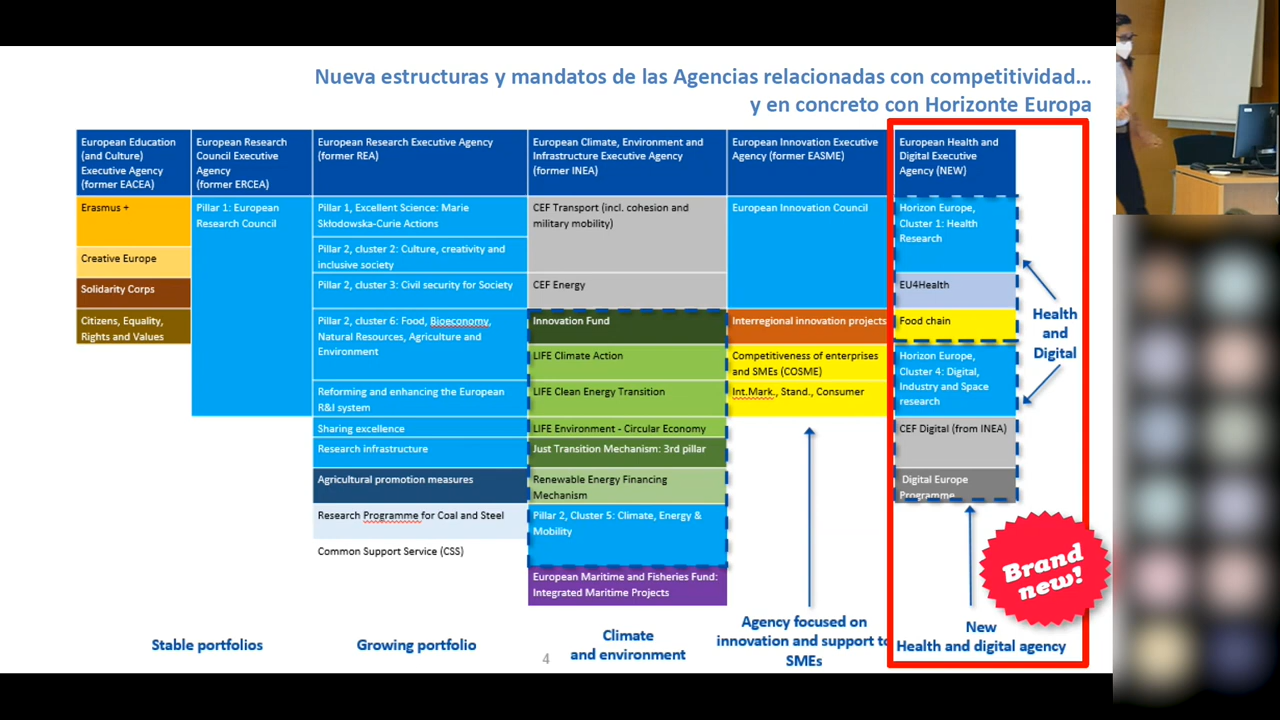 Nueva estructuras y mandatos de las Agencias relacionadas con competitividad…
y en concreto con Horizonte Europa
European Education
(and Culture)
Executive Agency
(former EACEA)
European Research
Council Executive
Agency
(former ERCEA)
European Research Executive Agency
(former REA)
European Climate, Environment and
Infrastructure Executive Agency
(former INEA)
European Innovation Executive
Agency (former EASME)
European Health and
Digital Executive
Agency (NEW)
Erasmus +
Creative Europe
Solidarity Corps
Citizens, Equality,
Rights and Values
Pillar 1: European
Research Council
Pillar 1, Excellent Science: Marie
Skłodowska-Curie Actions
Pillar 2, cluster 2: Culture, creativity and
inclusive society
Pillar 2, cluster 3: Civil security for Society
Pillar 2, cluster 6: Food, Bioeconomy,
Natural Resources, Agriculture and
Environment
Reforming and enhancing the European
R&I system
Sharing excellence
Research infrastructure
Agricultural promotion measures
Research Programme for Coal and Steel
Common Support Service (CSS)
CEF Transport (incl. cohesion and
military mobility)
CEF Energy
Innovation Fund
LIFE Climate Action
LIFE Clean Energy Transition
LIFE Environment - Circular Economy
Just Transition Mechanism: 3rd pillar
Renewable Energy Financing
Mechanism
Pillar 2, Cluster 5: Climate, Energy &
Mobility
European Maritime and Fisheries Fund:
Integrated Maritime Projects
European Innovation Council
Interregional innovation projects
Competitiveness of enterprises
and SMEs (COSME)
Int.Mark., Stand., Consumer
Horizon Europe,
Cluster 1: Health
Research
EU4Health
Food chain
Horizon Europe,
Cluster 4: Digital,
Industry and Space
research
CEF Digital (from INEA)
Digital Europe
Programme
Health
and
Digital
Brand
new!
Stable portfolios
Growing portfolio
Climate
and environment
Agency focused on
innovation and support to
SMEs
New
Health and digital agency
4